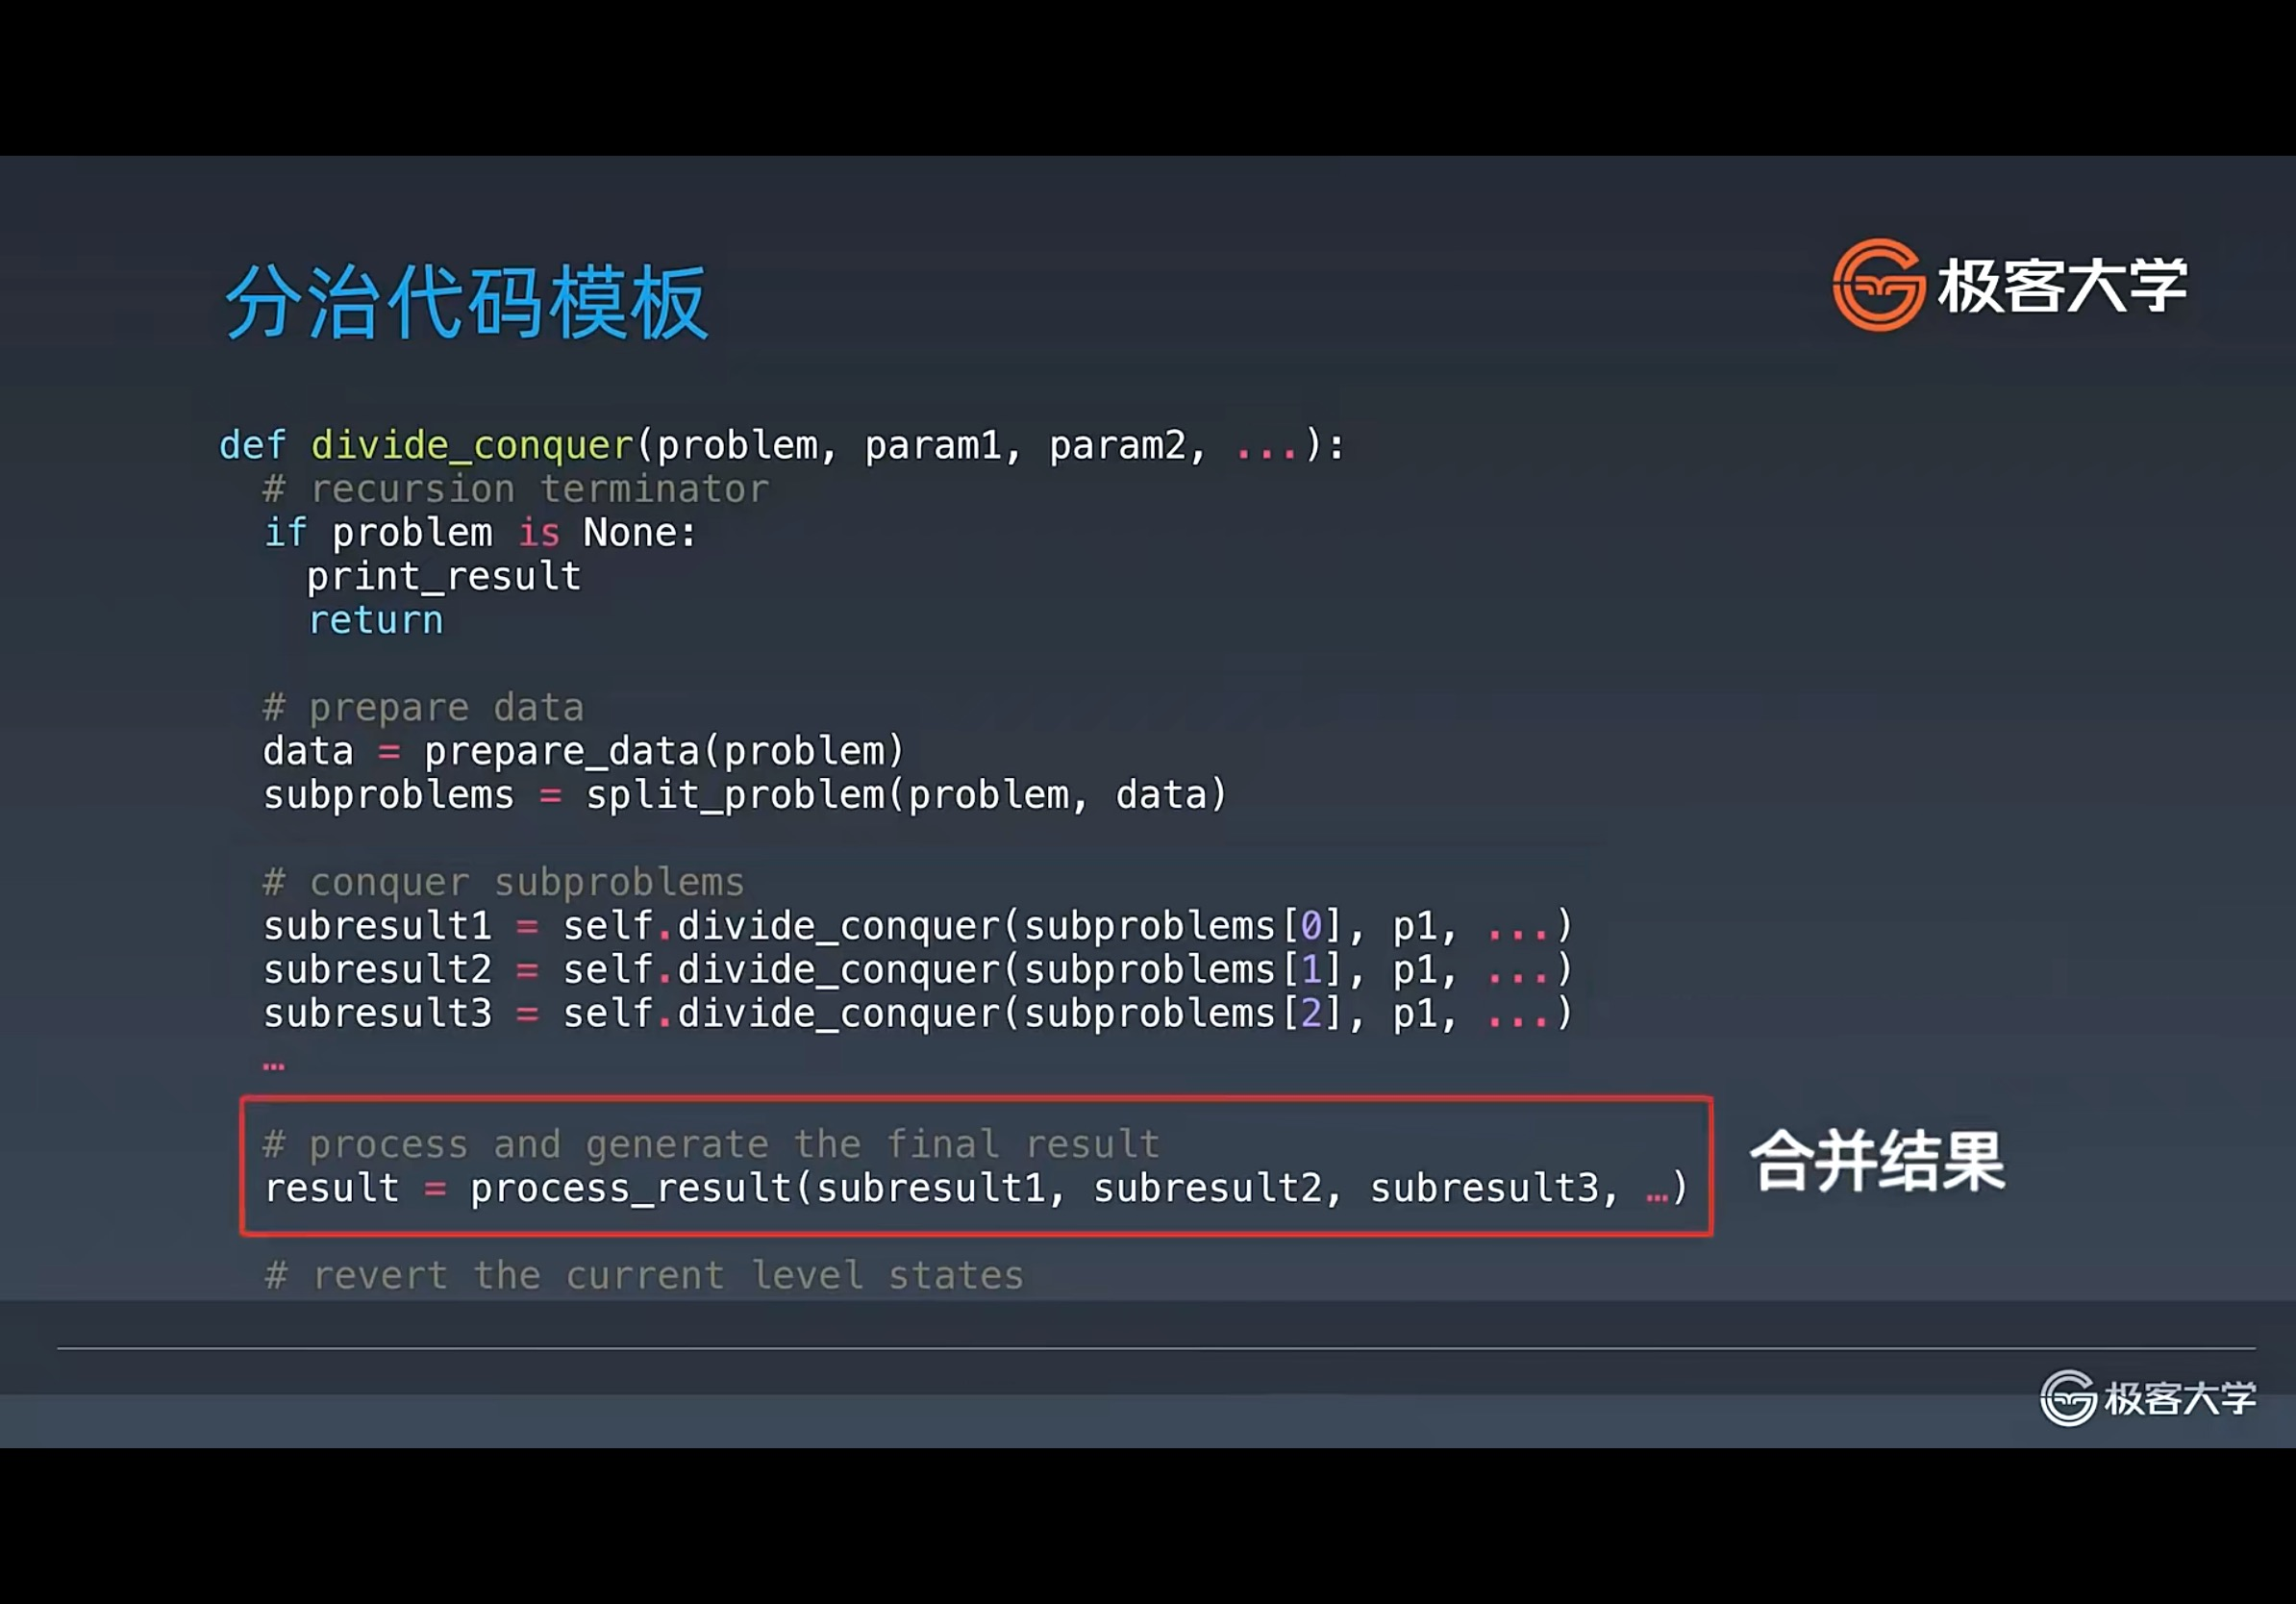 分治代码模板
极客大学
def divide_conquer(problem, param1, param2, ...):
# recursion terminator
if problem is None:
print_result
return
# prepare data
data = prepare_data(problem)
subproblems = split_problem(problem, data)
# conquer subproblems
subresult1 = self.divide_conquer(subproblems[0], p1, ...)
subresult2 = self.divide_conquer(subproblems[1], p1, ...)
subresult3 = self.divide_conquer(subproblems[2], p1, ...)
…
# process and generate the final result
result = process_result(subresult1, subresult2, subresult3, …)
合并结果
# revert the current level states
极客大学